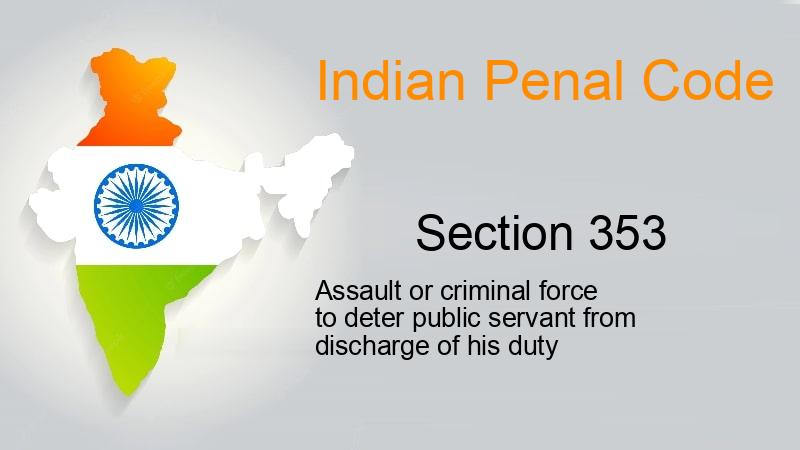 Indian Penal Code
Section 353
Assault or criminal force
to deter public servant from
discharge of his duty